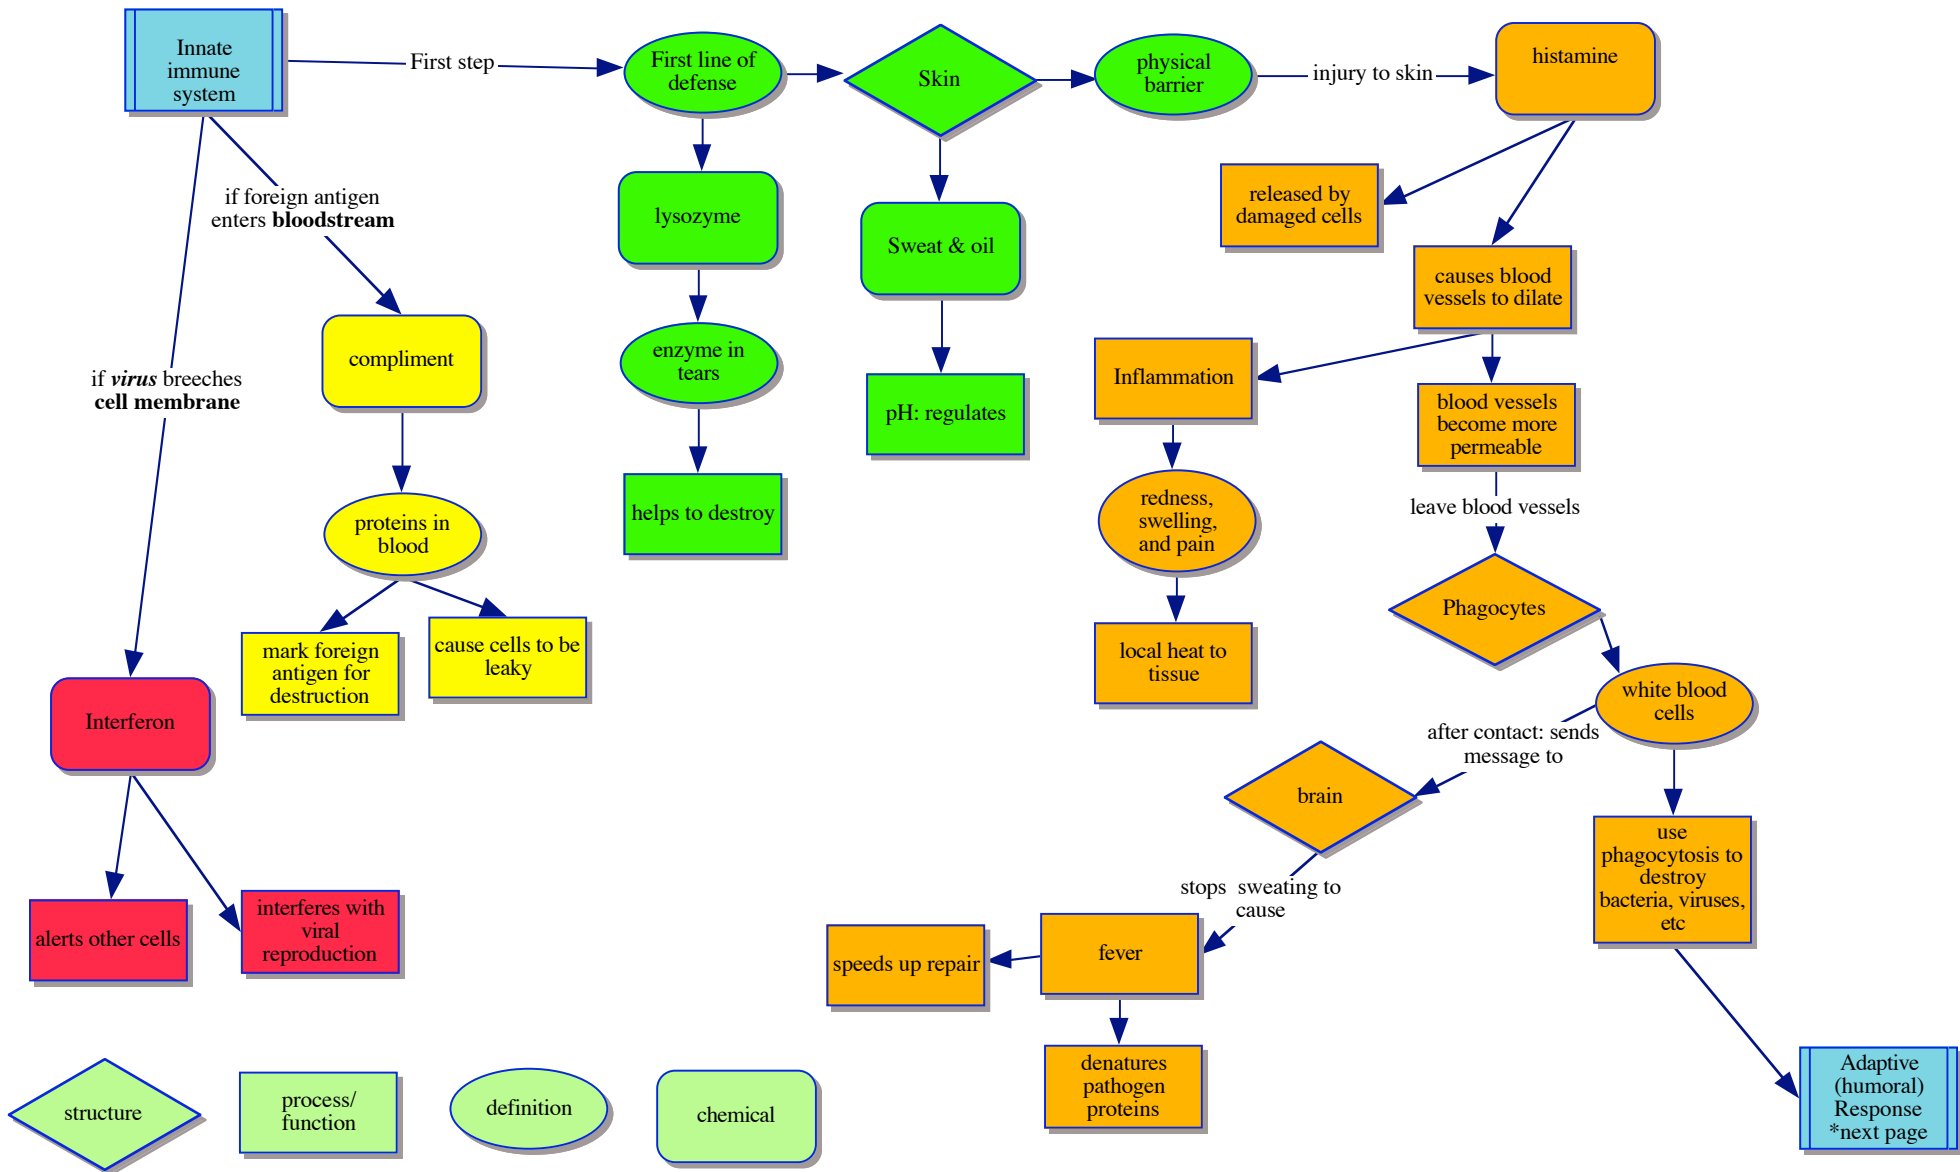 Innate
immune
system
First step
First line of
defense
Skin
physical
barrier
injury to skin
histamine
released by
damaged cells
causes blood
vessels to dilate
if foreign antigen
enters bloodstream
lysozyme
Sweat & oil
compliment
enzyme in
tears
pH: regulates
Inflammation
blood vessels
become more
permeable
if virus breeches
cell membrane
leave blood vessels
helps to destroy
redness,
swelling,
and pain
proteins in
blood
Phagocytes
mark foreign
antigen for
destruction
cause cells to be
leaky
local heat to
tissue
white blood
cells
Interferon
after contact: sends
message to
brain
use
phagocytosis to
destroy
bacteria, viruses,
etc
stops  sweating to
cause
alerts other cells
interferes with
viral
reproduction
speeds up repair
fever
denatures
pathogen
proteins
Adaptive
(humoral)
Response
*next page
structure
process/
function
definition
chemical